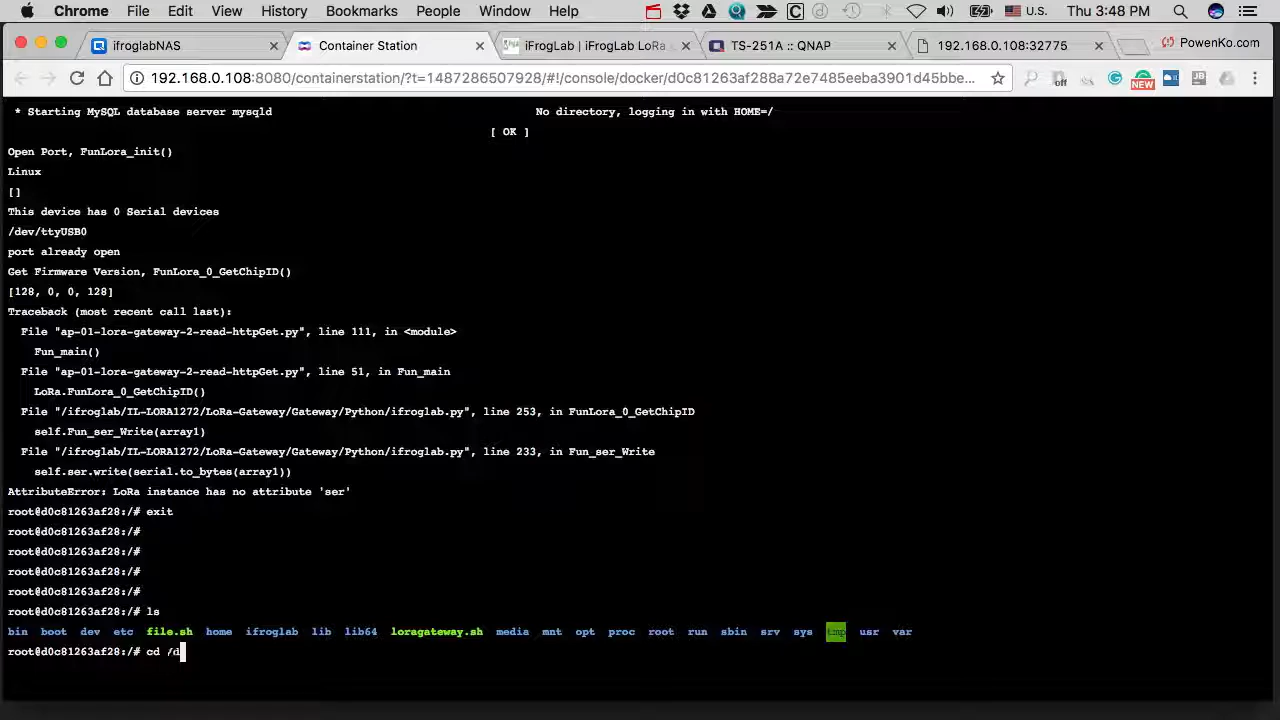 Chrome File Edit View History Bookmarks People Window Help U.S. Thu 3:48 PM
ifroglabNAS Container Station iFrogLab | iFrogLab LoRa TS-251A :: QNAP 192.168.0.108:32775 PowenKo.com
192.168.0.108:8080/containerstation/?t=1487286507928/#!/console/docker/d0c81263af288a72e7485eeba3901d45bbe... off NEW JB
* Starting MySQL database server mysqld No directory, logging in with HOME=/
[ OK ]
Open Port, FunLora_init()
Linux
[]
This device has 0 Serial devices
/dev/ttyUSB0
port already open
Get Firmware Version, FunLora_0_GetChipID()
[128, 0, 0, 128]
Traceback (most recent call last):
File "ap-01-lora-gateway-2-read-httpGet.py", line 111, in <module>
Fun_main()
File "ap-01-lora-gateway-2-read-httpGet.py", line 51, in Fun_main
LoRa.FunLora_0_GetChipID()
File "/ifroglab/IL-LORA1272/LoRa-Gateway/Gateway/Python/ifroglab.py", line 253, in FunLora_0_GetChipID
self.Fun_ser_Write(array1)
File "/ifroglab/IL-LORA1272/LoRa-Gateway/Gateway/Python/ifroglab.py", line 233, in Fun_ser_Write
self.ser.write(serial.to_bytes(array1))
AttributeError: LoRa instance has no attribute 'ser'
root@d0c81263af28:/# exit
root@d0c81263af28:/#
root@d0c81263af28:/#
root@d0c81263af28:/#
root@d0c81263af28:/#
root@d0c81263af28:/# ls
bin boot dev etc file.sh home ifroglab lib lib64 loragateway.sh media mnt opt proc root run sbin srv sys tmp usr var
root@d0c81263af28:/# cd /d